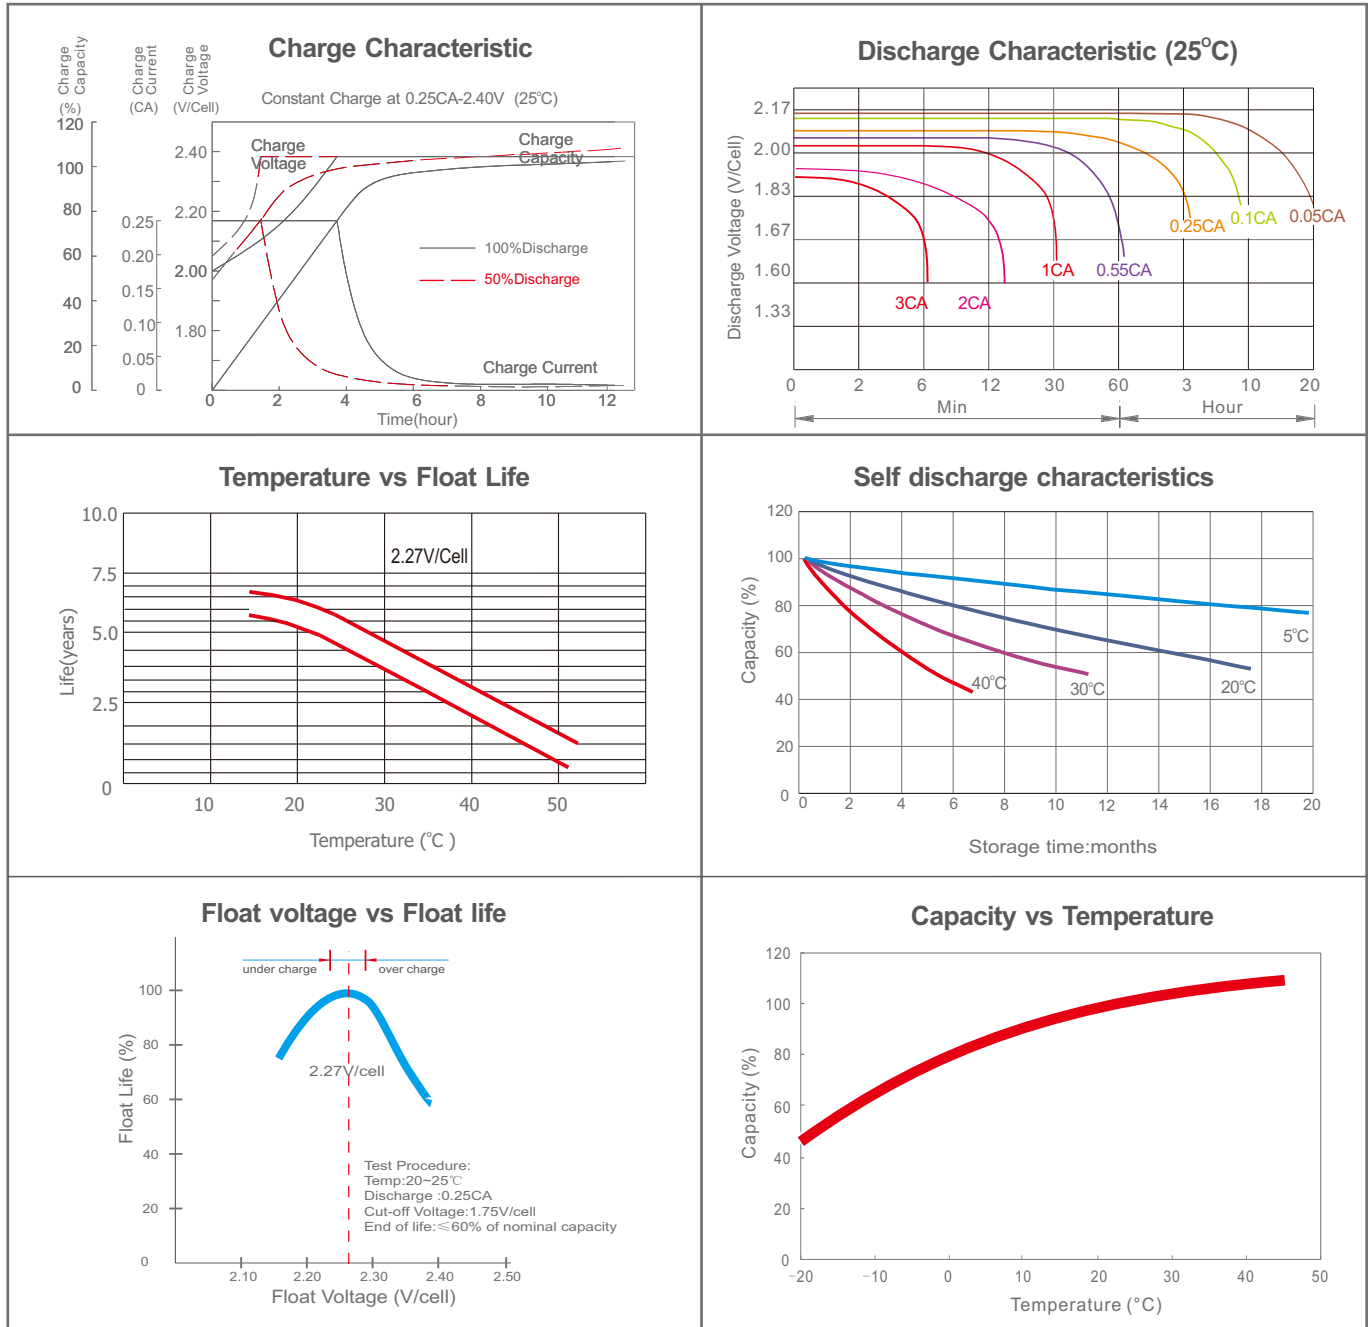 Charge Characteristic
Charge
Capacity
(%)
Charge
Current
(CA)
Charge
Voltage
(V/Cell)
Constant Charge at 0.25CA-2.40V (25°C)
120
100
80
60
40
20
0
0.25
0.20
0.15
0.10
0.05
0
2.40
2.20
2.00
1.80
0
Charge
Voltage
Charge
Capacity
100%Discharge
50%Discharge
Charge Current
2 4 6 8 10 12
Time(hour)
Discharge Characteristic (25°C)
Discharge Voltage (V/Cell)
2.17
2.00
1.83
1.67
1.60
1.33
3CA
2CA
1CA
0.55CA
0.25CA
0.1CA
0.05CA
0 2 6 12 30 60 3 10 20
Min Hour
Temperature vs Float Life
Life(years)
10.0
7.5
5.0
2.5
0
2.27V/Cell
10 20 30 40 50
Temperature (°C )
Self discharge characteristics
Capacity (%)
120
100
80
60
40
20
0
5°C
40°C
30°C
20°C
0 2 4 6 8 10 12 14 16 18 20
Storage time:months
Float voltage vs Float life
under charge over charge
Float Life (%)
100
80
60
40
20
0
2.27V/cell
Test Procedure:
Temp:20~25℃
Discharge :0.25CA
Cut-off Voltage:1.75V/cell
End of life:≤60% of nominal capacity
2.10 2.20 2.30 2.40 2.50
Float Voltage (V/cell)
Capacity vs Temperature
Capacity (%)
120
100
80
60
40
0
−20 −10 0 10 20 30 40 50
Temperature (°C)